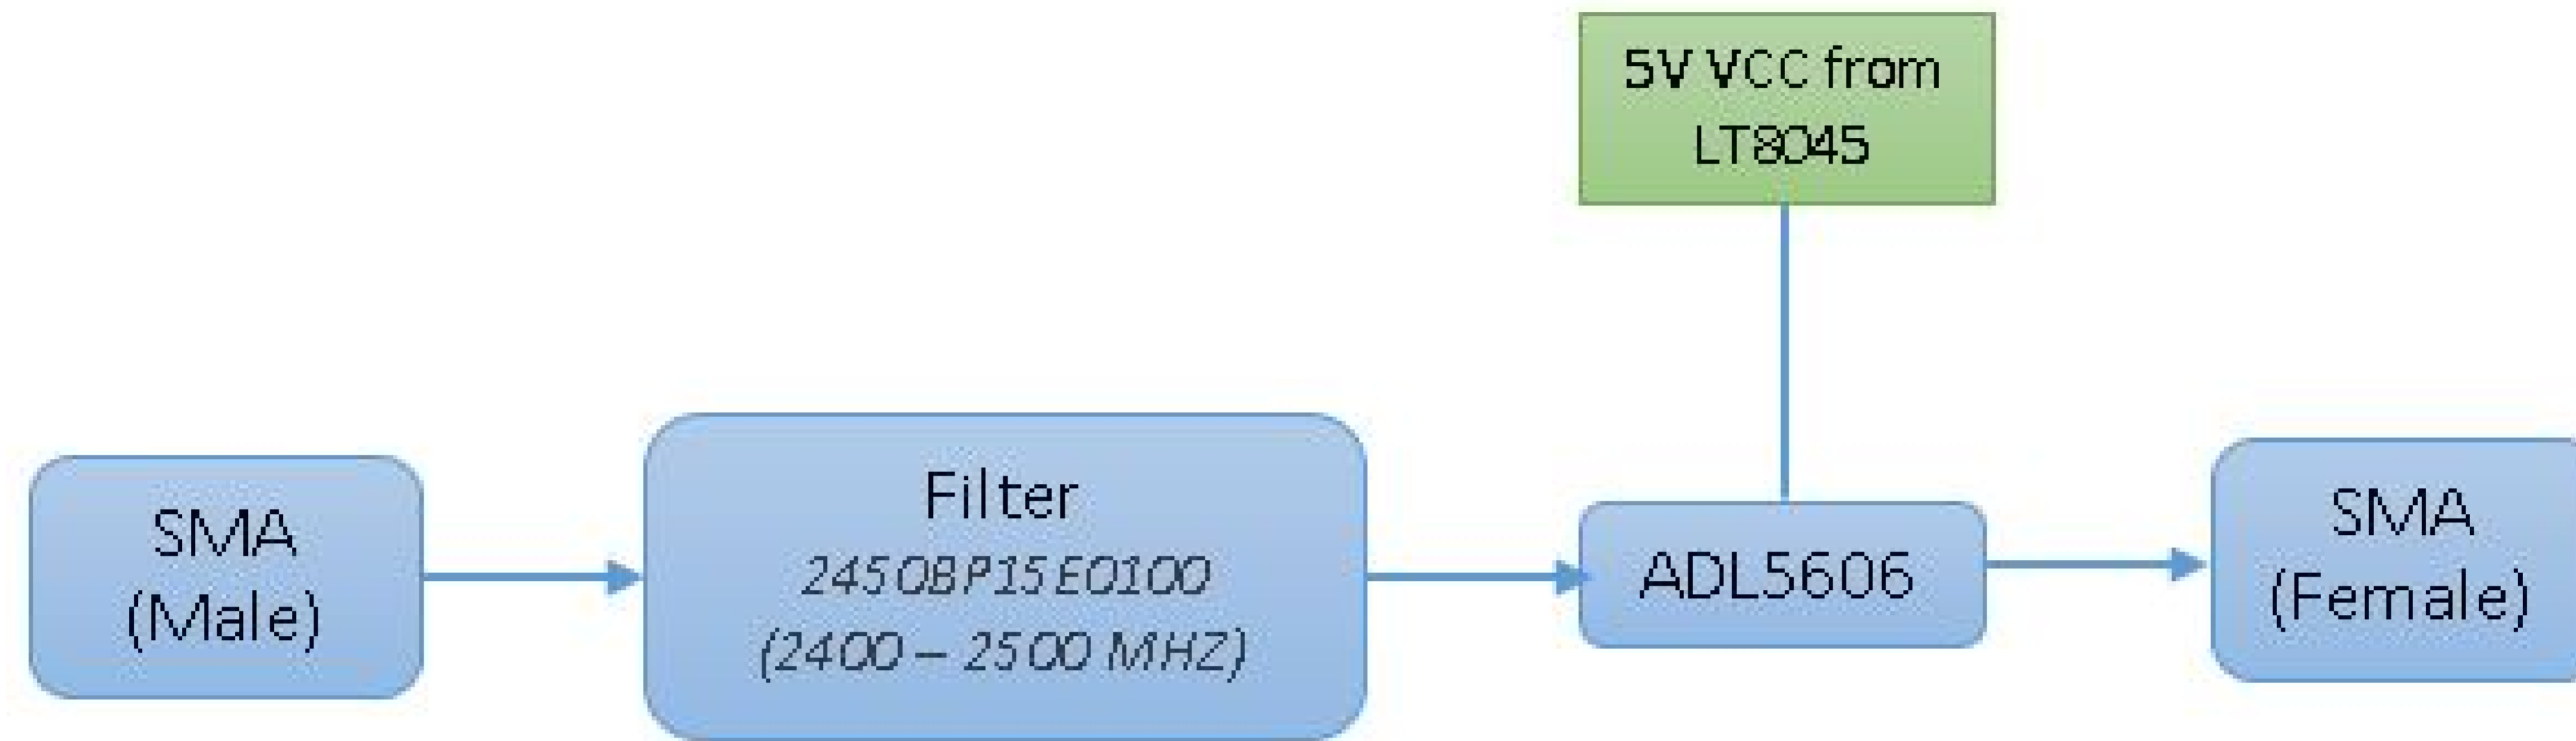 5V VCC from
LT8045
SMA
(Male)
Filter
2450BP15E0100
(2400 – 2500 MHZ)
ADL5606
SMA
(Female)